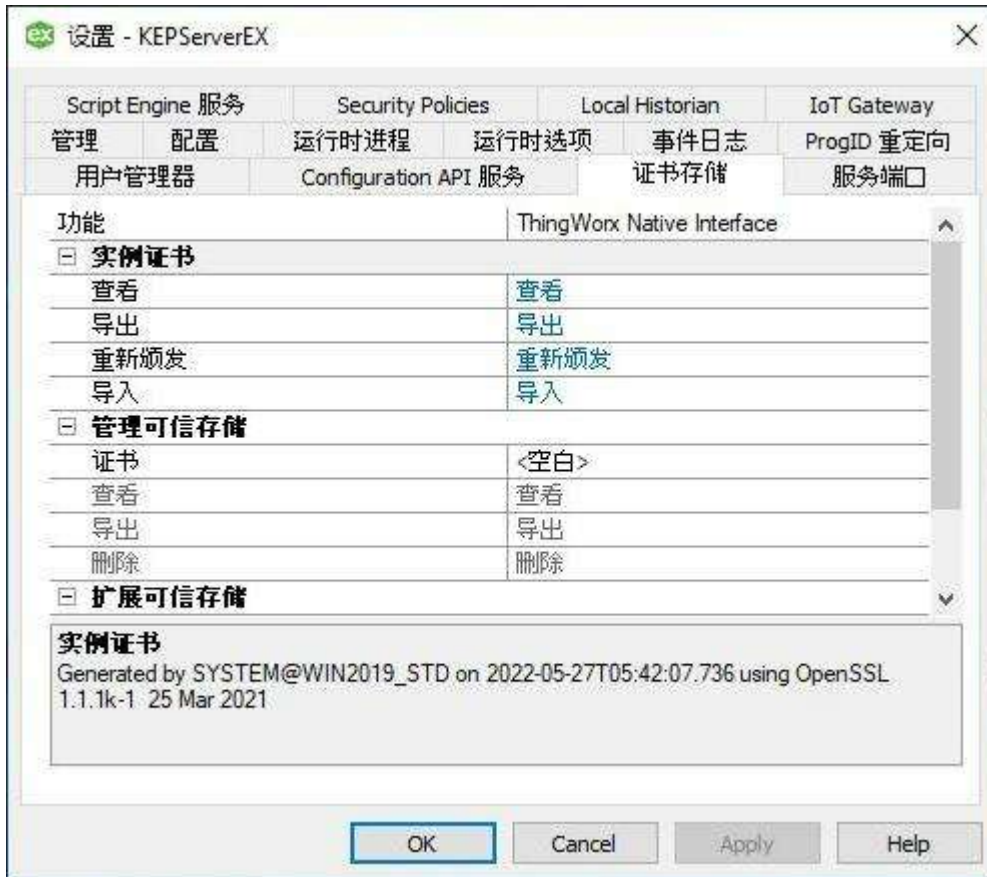 设置 - KEPServerEX
Script Engine 服务 Security Policies Local Historian IoT Gateway
管理 配置 运行时进程 运行时选项 事件日志 ProgID 重定向
用户管理器 Configuration API 服务 证书存储 服务端口
功能 ThingWorx Native Interface
实例证书
查看 查看
导出 导出
重新颁发 重新颁发
导入 导入
管理可信存储
证书 <空白>
查看 查看
导出 导出
删除 删除
扩展可信存储
实例证书
Generated by SYSTEM@WIN2019_STD on 2022-05-27T05:42:07.736 using OpenSSL
1.1.1k-1 25 Mar 2021
OK Cancel Apply Help